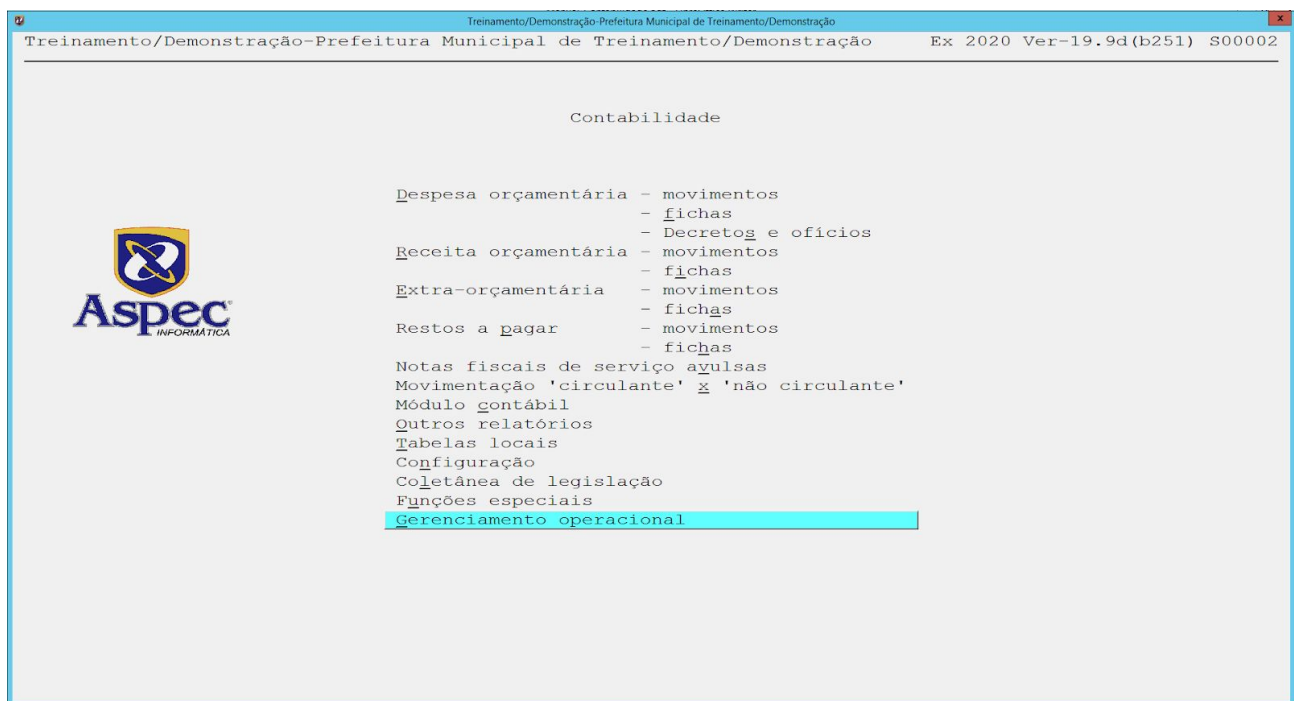 Treinamento/Demonstração-Prefeitura Municipal de Treinamento/Demonstração
x
Treinamento/Demonstração-Prefeitura Municipal de Treinamento/Demonstração Ex 2020 Ver-19.9d(b251) S00002
Contabilidade
Despesa orçamentária - movimentos
- fichas
- Decretos e ofícios
Receita orçamentária - movimentos
- fichas
Extra-orçamentária - movimentos
- fichas
Restos a pagar - movimentos
- fichas
Notas fiscais de serviço avulsas
Movimentação 'circulante' x 'não circulante'
Módulo contábil
Outros relatórios
Tabelas locais
Configuração
Coletânea de legislação
Funções especiais
Gerenciamento operacional
Aspec
INFORMÁTICA